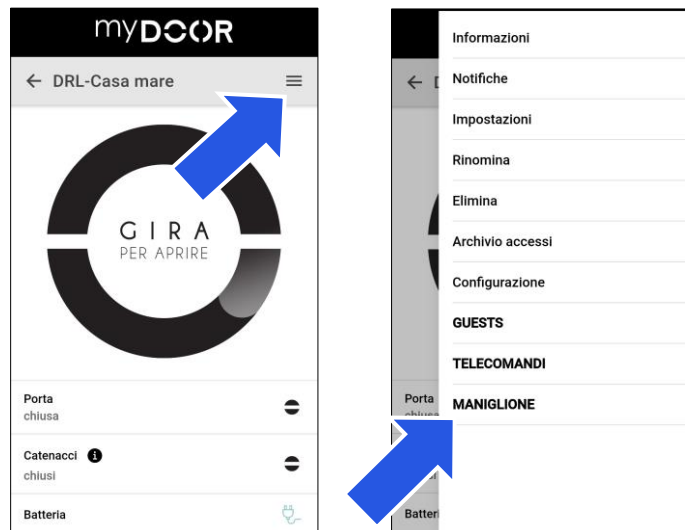 myDOOR
DRL-Casa mare
GIRA
PER APRIRE
Porta
chiusa
Catenacci
chiusi
Batteria
Informazioni
Notifiche
Impostazioni
Rinomina
Elimina
Archivio accessi
Configurazione
GUESTS
TELECOMANDI
MANIGLIONE
Porta
Batteri